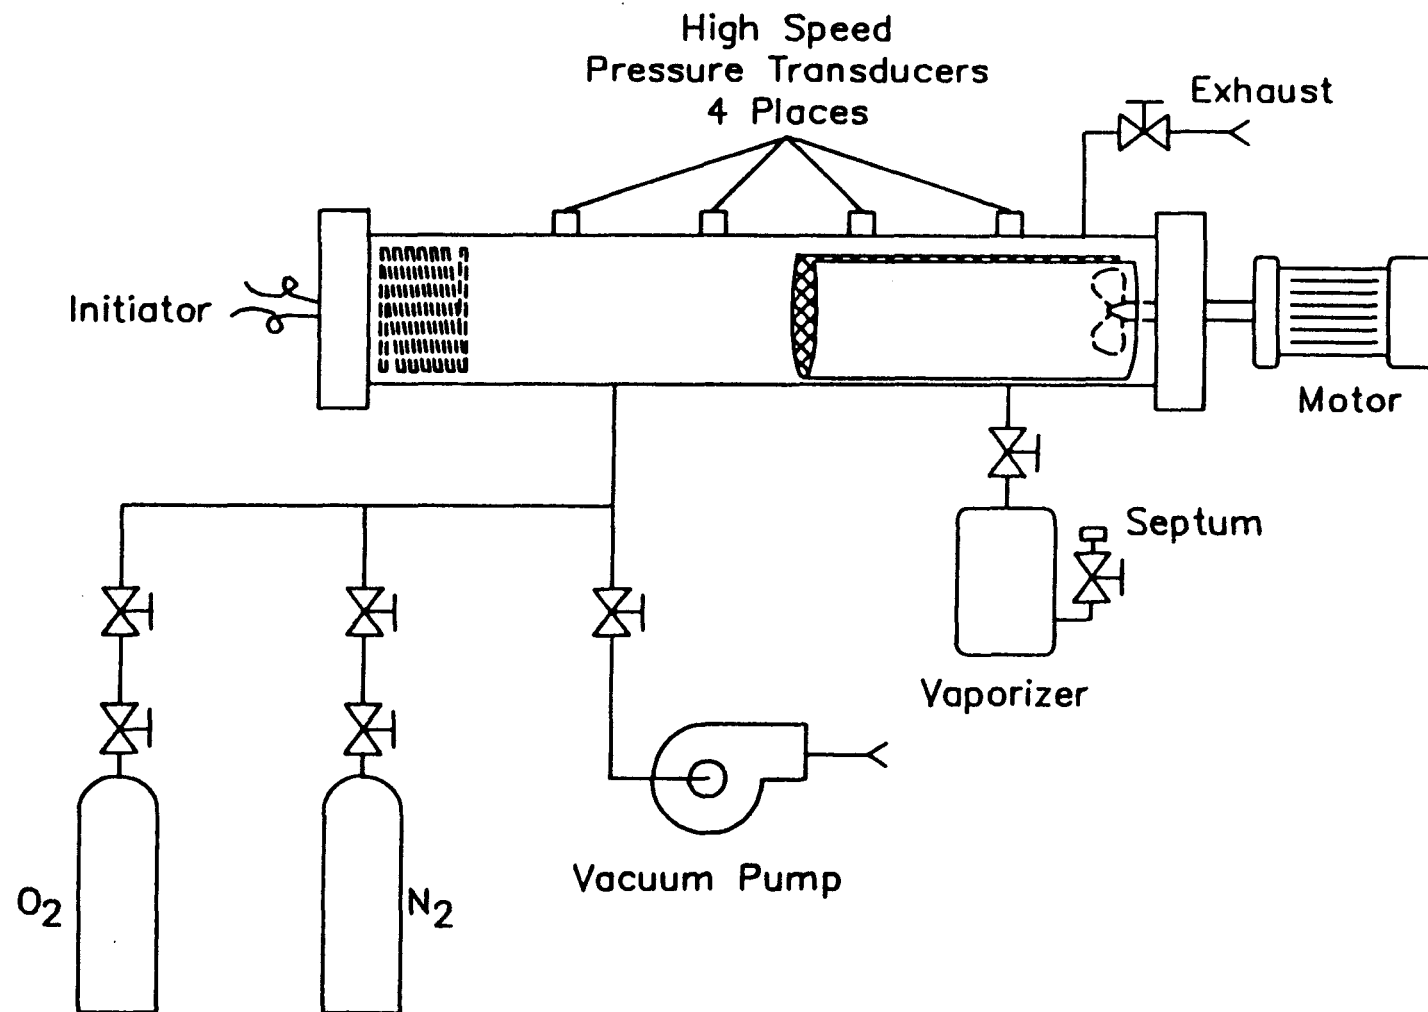 High Speed
Pressure Transducers
4 Places
Exhaust
Initiator
Motor
Septum
Vaporizer
Vacuum Pump
O2
N2